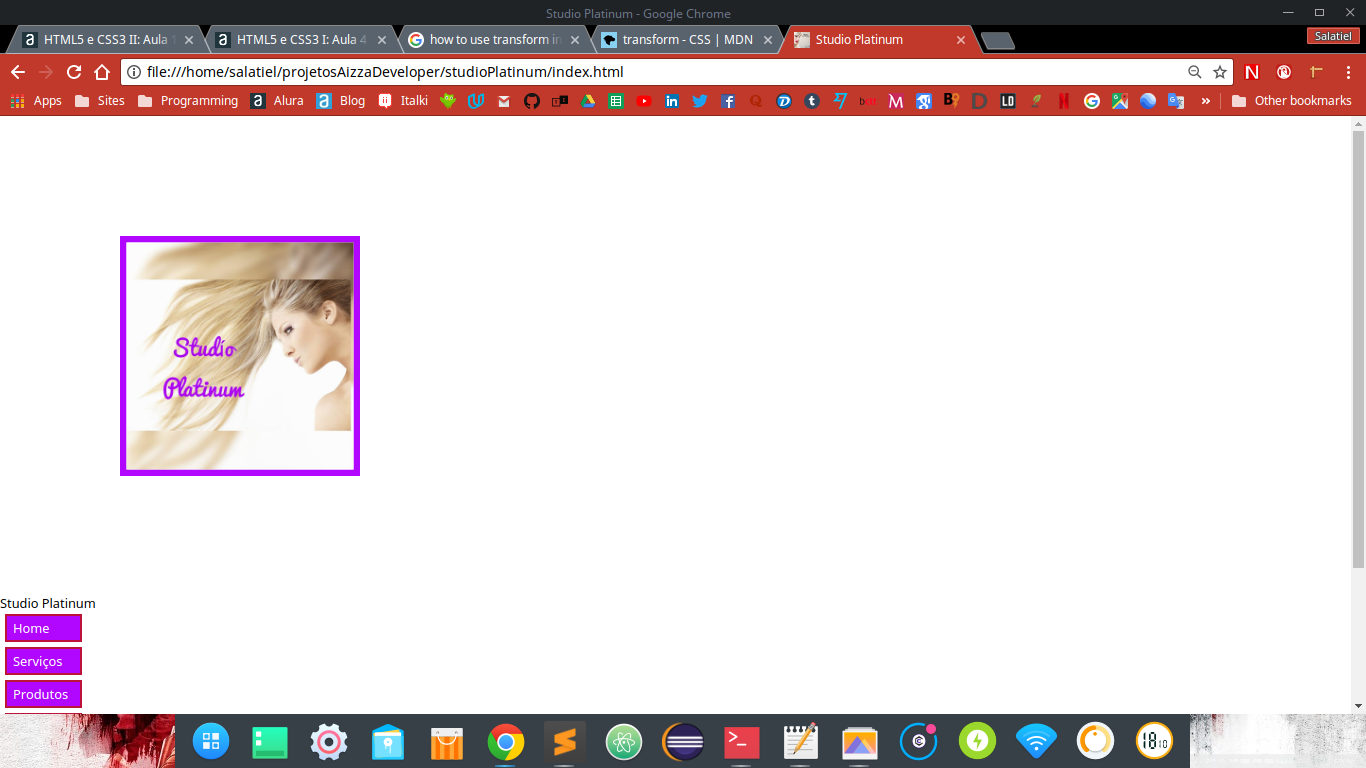 Studio Platinum - Google Chrome
Salatiel
HTML5 e CSS3 II: Aula 1
HTML5 e CSS3 I: Aula 4
how to use transform in
transform - CSS | MDN
Studio Platinum
file:///home/salatiel/projetosAizzaDeveloper/studioPlatinum/index.html
Apps Sites Programming Alura Blog Italki » Other bookmarks
Studio
Platinum
Studio Platinum
Home
Serviços
Produtos
18